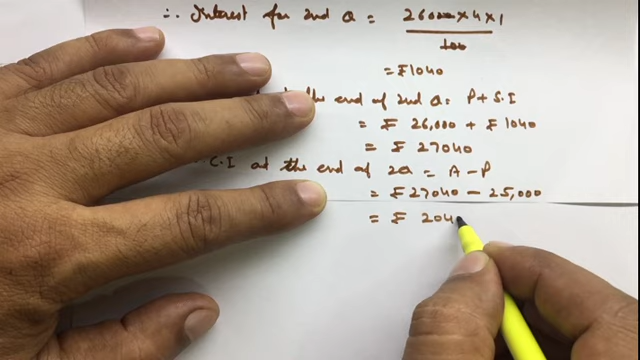 ∴ Interest for 2nd Q = 26000 × 4 × 1
100
= ₹1040
the end of 2nd Q = P + S.I
= ₹ 26,000 + ₹ 1040
= ₹ 27040
C.I at the end of 2Q = A - P
= ₹ 27040 - 25,000
= ₹ 204